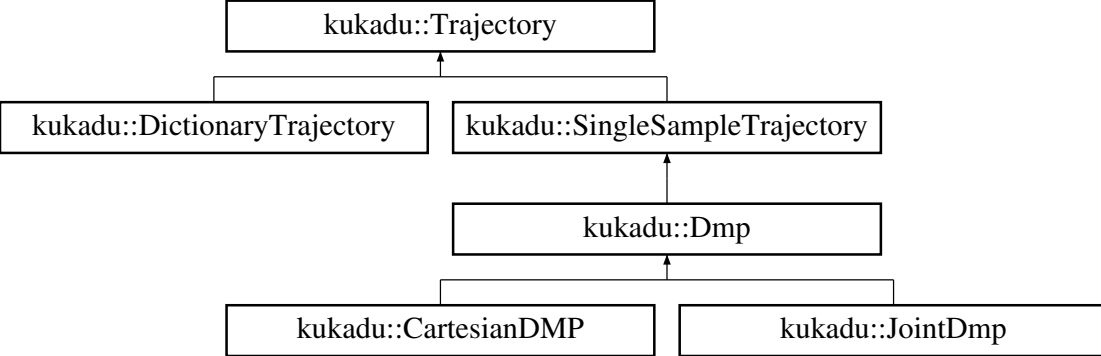 kukadu::Trajectory
kukadu::DictionaryTrajectory
kukadu::SingleSampleTrajectory
kukadu::Dmp
kukadu::CartesianDMP
kukadu::JointDmp